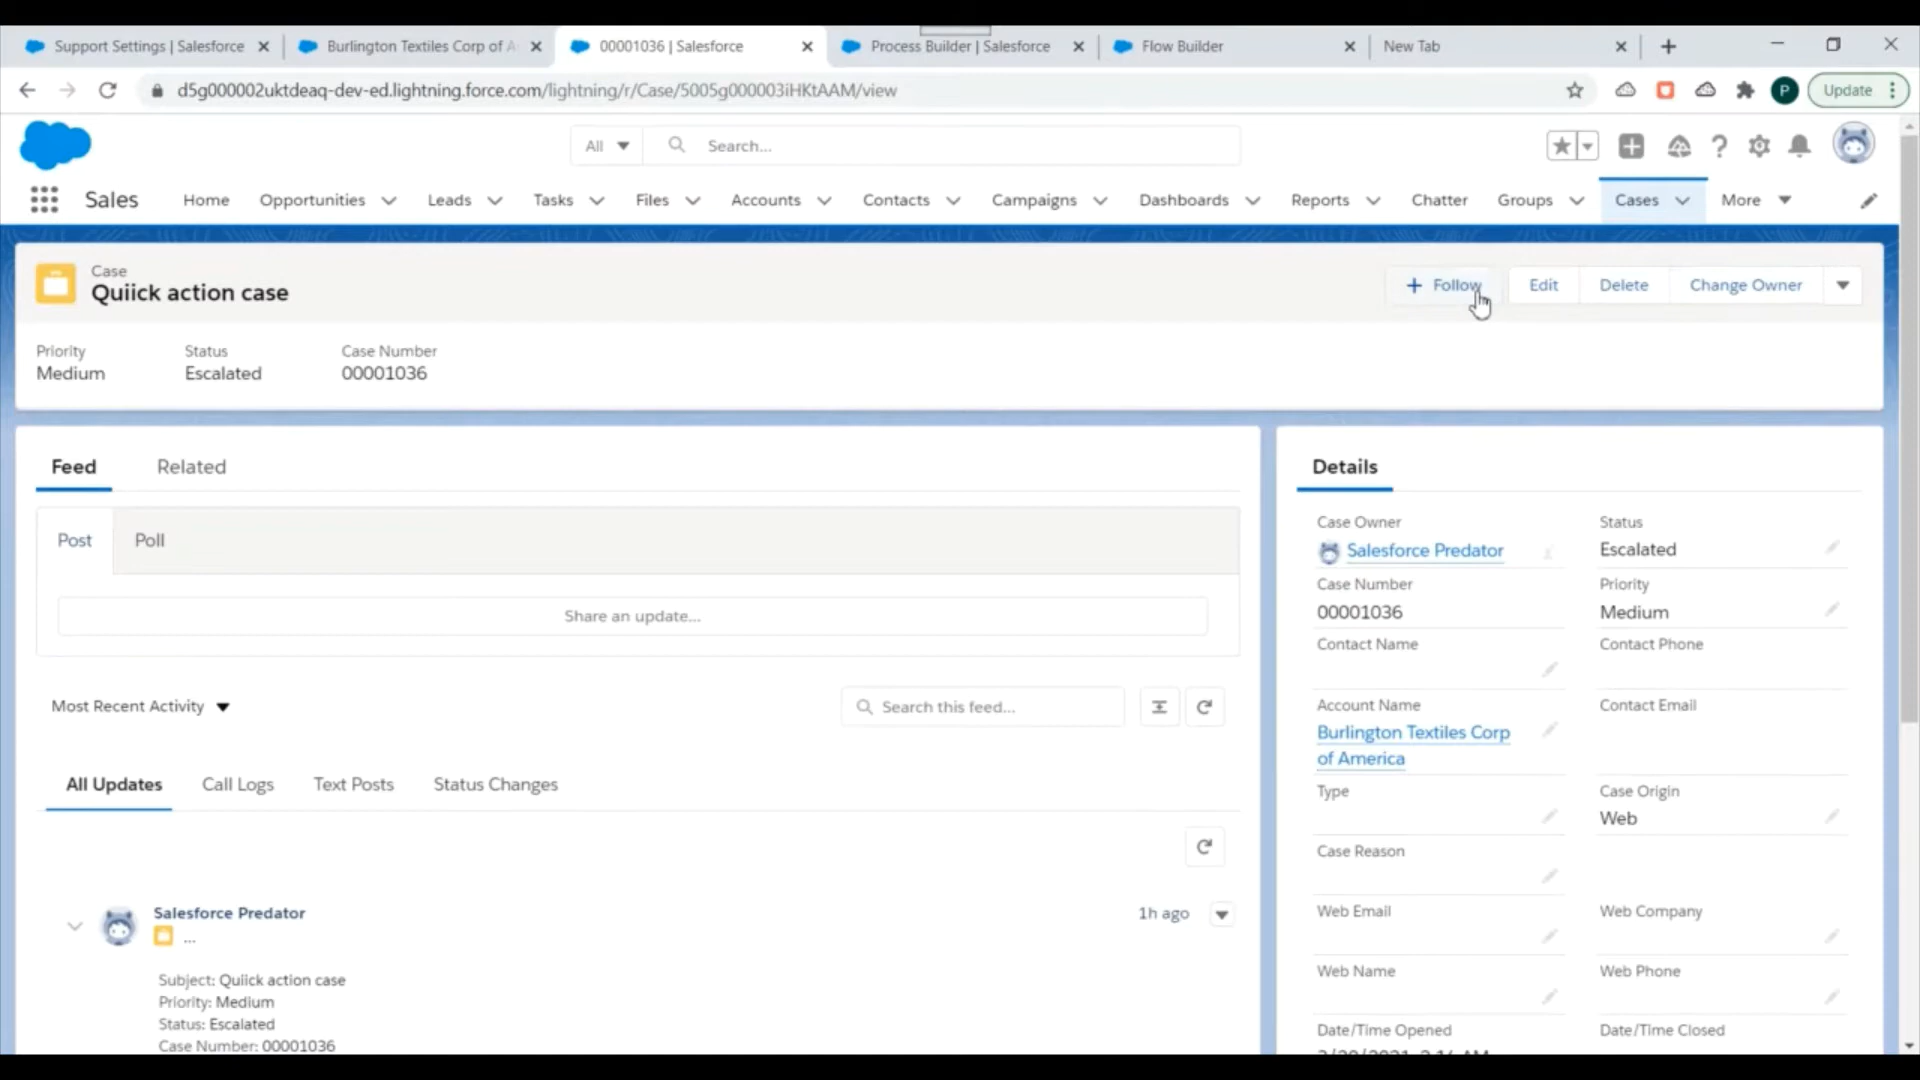 Support Settings | Salesforce
Burlington Textiles Corp of A
00001036 | Salesforce
Process Builder | Salesforce
Flow Builder
New Tab
d5g000002uktdeaq-dev-ed.lightning.force.com/lightning/r/Case/5005g000003iHKtAAM/view
P
Update
All
Search...
Sales
Home
Opportunities
Leads
Tasks
Files
Accounts
Contacts
Campaigns
Dashboards
Reports
Chatter
Groups
Cases
More
Case
Quiick action case
Follow
Edit
Delete
Change Owner
Priority
Medium
Status
Escalated
Case Number
00001036
Feed
Related
Post
Poll
Share an update...
Most Recent Activity
Search this feed...
All Updates
Call Logs
Text Posts
Status Changes
Salesforce Predator
1h ago
...
Subject: Quiick action case
Priority: Medium
Status: Escalated
Case Number: 00001036
Details
Case Owner
Salesforce Predator
Status
Escalated
Case Number
00001036
Priority
Medium
Contact Name
Contact Phone
Account Name
Burlington Textiles Corp
of America
Contact Email
Type
Case Origin
Web
Case Reason
Web Email
Web Company
Web Name
Web Phone
Date/Time Opened
Date/Time Closed